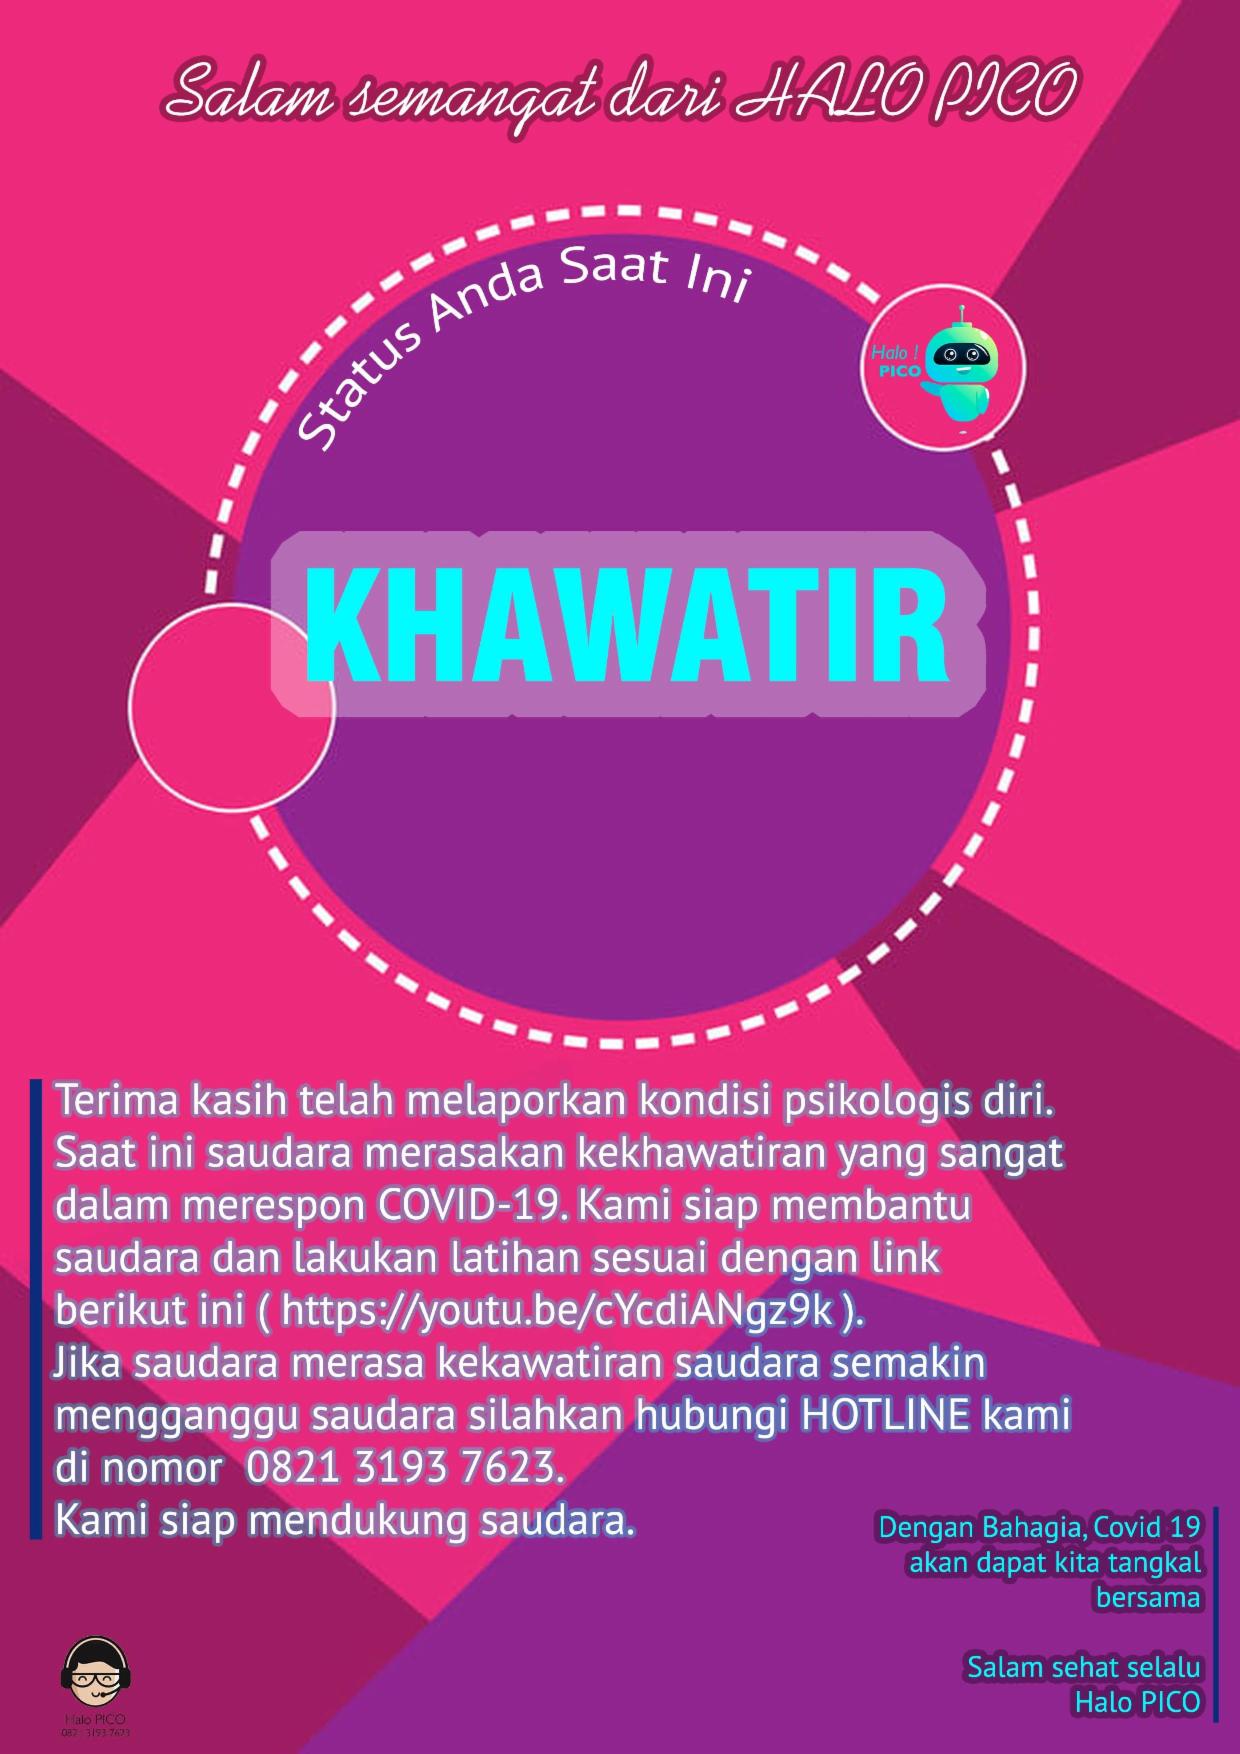 Salam semangat dari HALO PICO
Status Anda Saat Ini
Halo !
PICO
KHAWATIR
Terima kasih telah melaporkan kondisi psikologis diri.
Saat ini saudara merasakan kekhawatiran yang sangat
dalam merespon COVID-19. Kami siap membantu
saudara dan lakukan latihan sesuai dengan link
berikut ini ( https://youtu.be/cYcdiANgz9k ).
Jika saudara merasa kekawatiran saudara semakin
mengganggu saudara silahkan hubungi HOTLINE kami
di nomor 0821 3193 7623.
Kami siap mendukung saudara.
Dengan Bahagia, Covid 19
akan dapat kita tangkal
bersama
Salam sehat selalu
Halo PICO
Halo PICO
082 1 3193 7623